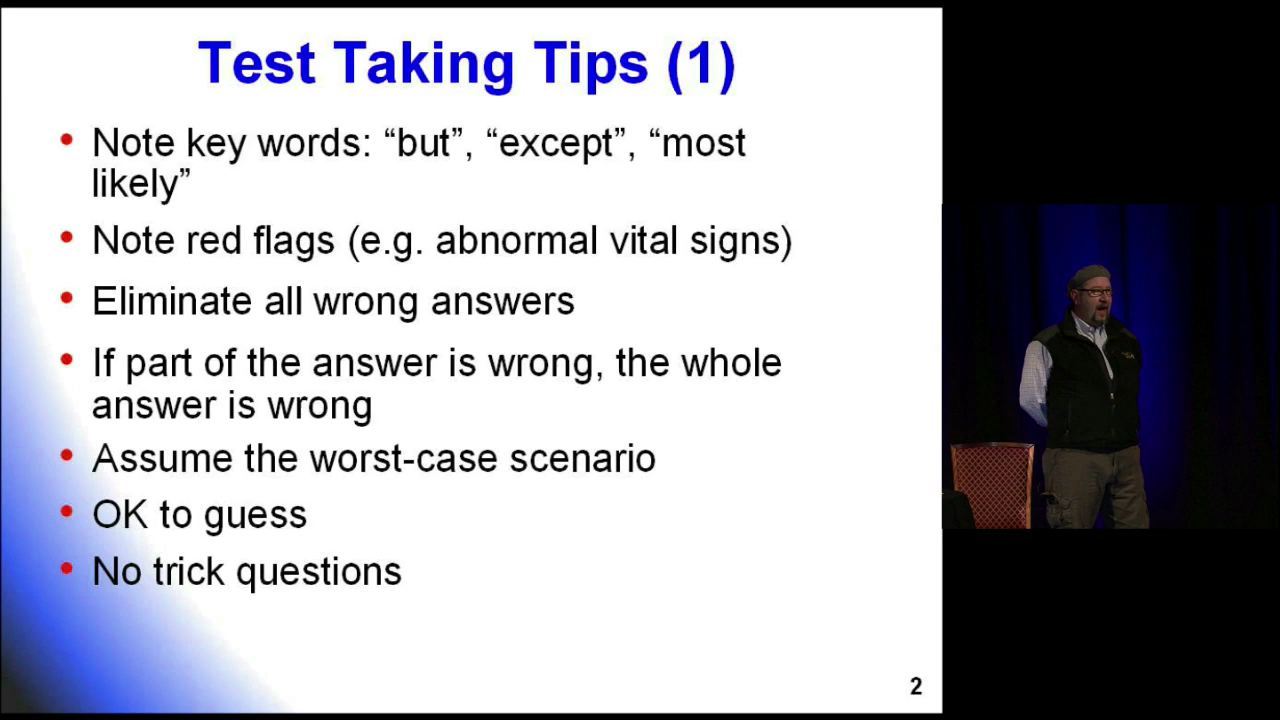 Test Taking Tips (1)
• Note key words: “but”, “except”, “most
likely”
• Note red flags (e.g. abnormal vital signs)
• Eliminate all wrong answers
• If part of the answer is wrong, the whole
answer is wrong
• Assume the worst-case scenario
• OK to guess
• No trick questions
2